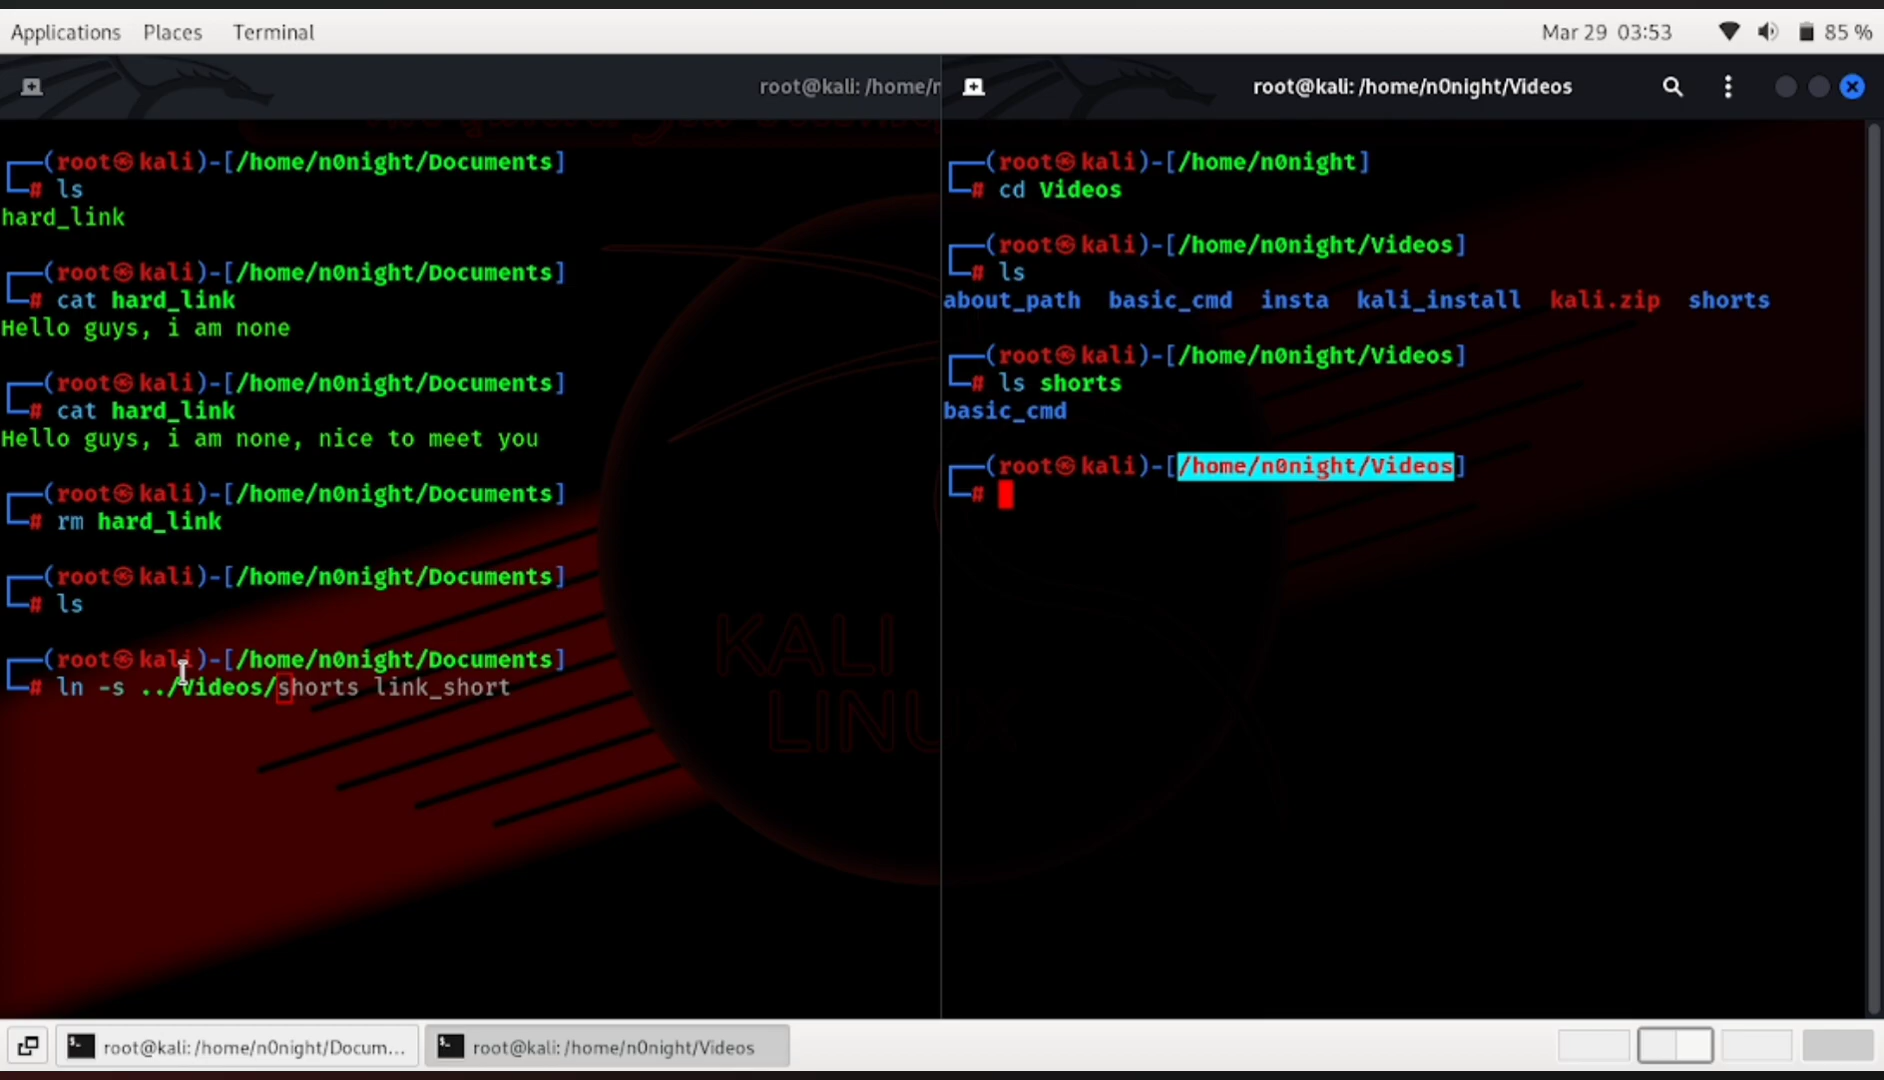 Applications Places Terminal
Mar 29 03:53
85 %
root@kali: /home/
┌──(root㉿kali)-[/home/n0night/Documents]
└─# ls
hard_link
┌──(root㉿kali)-[/home/n0night/Documents]
└─# cat hard_link
Hello guys, i am none
┌──(root㉿kali)-[/home/n0night/Documents]
└─# cat hard_link
Hello guys, i am none, nice to meet you
┌──(root㉿kali)-[/home/n0night/Documents]
└─# rm hard_link
┌──(root㉿kali)-[/home/n0night/Documents]
└─# ls
┌──(root㉿kali)-[/home/n0night/Documents]
└─# ln -s ../Videos/shorts link_short
KALI
LINUX
root@kali: /home/n0night/Videos
┌──(root㉿kali)-[/home/n0night]
└─# cd Videos
┌──(root㉿kali)-[/home/n0night/Videos]
└─# ls
about_path basic_cmd insta kali_install kali.zip shorts
┌──(root㉿kali)-[/home/n0night/Videos]
└─# ls shorts
basic_cmd
┌──(root㉿kali)-[/home/n0night/Videos]
└─#
root@kali: /home/n0night/Docum...
root@kali: /home/n0night/Videos